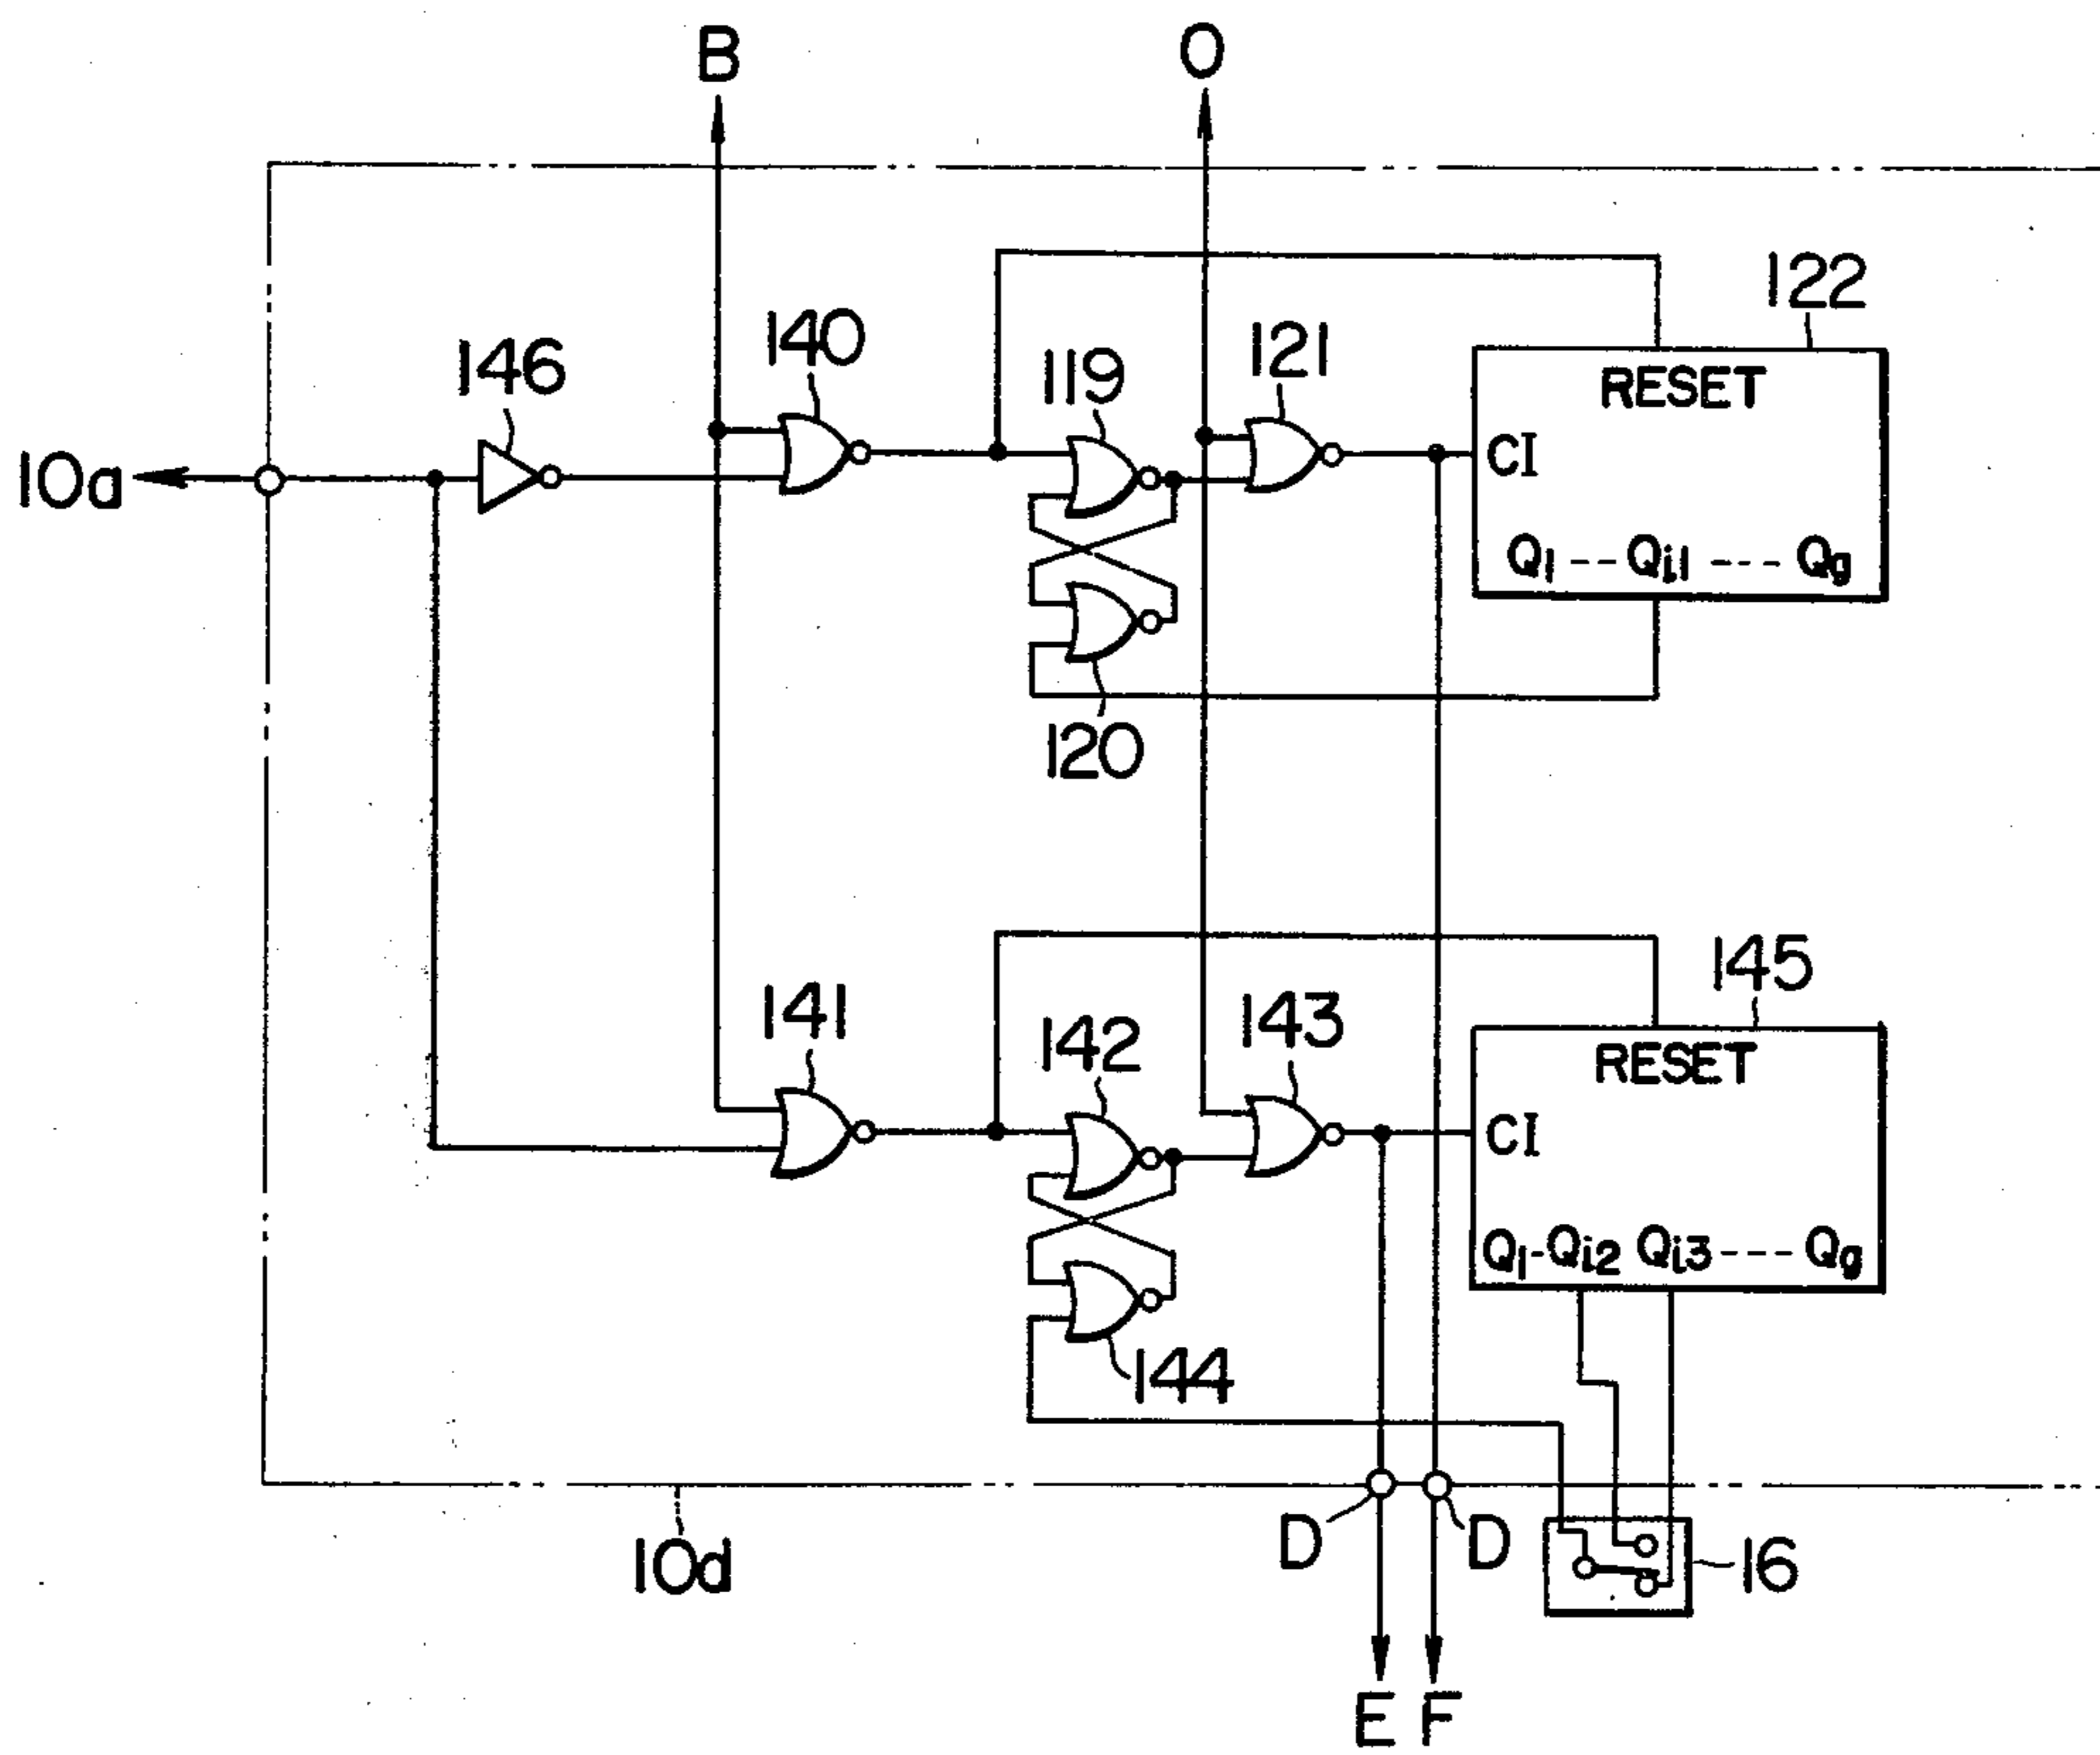 B
O
122
140
121
119
146
RESET
10a
CI
Q1 -- Qi1 ---- Qg
120
145
141
142
143
RESET
CI
Q1-Qi2 Qi3---- Qg
144
D
D
10d
16
E F